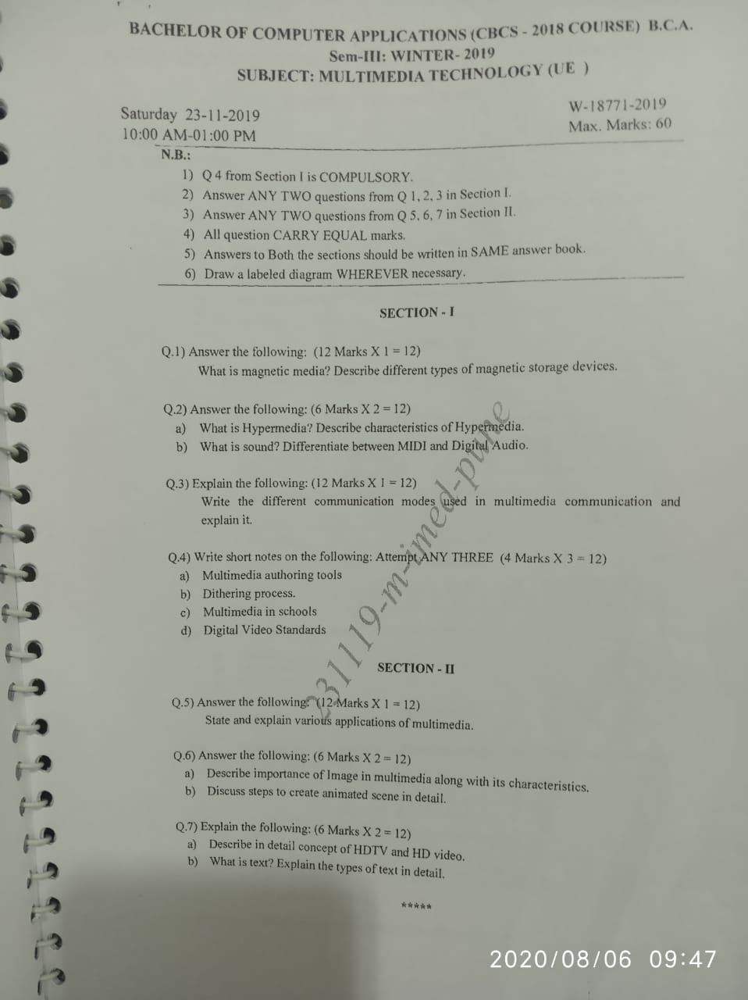 BACHELOR OF COMPUTER APPLICATIONS (CBCS - 2018 COURSE) B.C.A.
Sem-III: WINTER- 2019
SUBJECT: MULTIMEDIA TECHNOLOGY (UE )
Saturday 23-11-2019
W-18771-2019
10:00 AM-01:00 PM
Max. Marks: 60
N.B.:
1) Q 4 from Section I is COMPULSORY.
2) Answer ANY TWO questions from Q 1, 2, 3 in Section I.
3) Answer ANY TWO questions from Q 5, 6, 7 in Section II.
4) All question CARRY EQUAL marks.
5) Answers to Both the sections should be written in SAME answer book.
6) Draw a labeled diagram WHEREVER necessary.
SECTION - I
Q.1) Answer the following: (12 Marks X 1 = 12)
What is magnetic media? Describe different types of magnetic storage devices.
Q.2) Answer the following: (6 Marks X 2 = 12)
a) What is Hypermedia? Describe characteristics of Hypermedia.
b) What is sound? Differentiate between MIDI and Digital Audio.
Q.3) Explain the following: (12 Marks X 1 = 12)
Write the different communication modes used in multimedia communication and
explain it.
Q.4) Write short notes on the following: Attempt ANY THREE (4 Marks X 3 = 12)
a) Multimedia authoring tools
b) Dithering process.
c) Multimedia in schools
d) Digital Video Standards
231119-m-imed-pune
SECTION - II
Q.5) Answer the following: (12 Marks X 1 = 12)
State and explain various applications of multimedia.
Q.6) Answer the following: (6 Marks X 2 = 12)
a) Describe importance of Image in multimedia along with its characteristics.
b) Discuss steps to create animated scene in detail.
Q.7) Explain the following: (6 Marks X 2 = 12)
a) Describe in detail concept of HDTV and HD video.
b) What is text? Explain the types of text in detail.
*****
2020/08/06 09:47